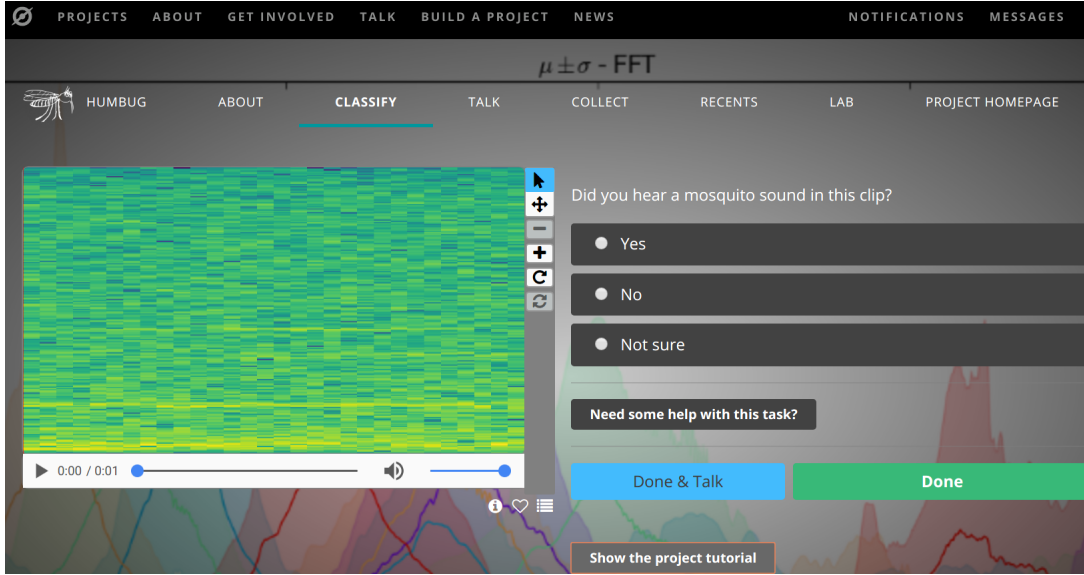 PROJECTS ABOUT GET INVOLVED TALK BUILD A PROJECT NEWS NOTIFICATIONS MESSAGES
μ±σ - FFT
HUMBUG ABOUT CLASSIFY TALK COLLECT RECENTS LAB PROJECT HOMEPAGE
Did you hear a mosquito sound in this clip?
Yes
No
Not sure
Need some help with this task?
0:00 / 0:01
Done & Talk Done
Show the project tutorial